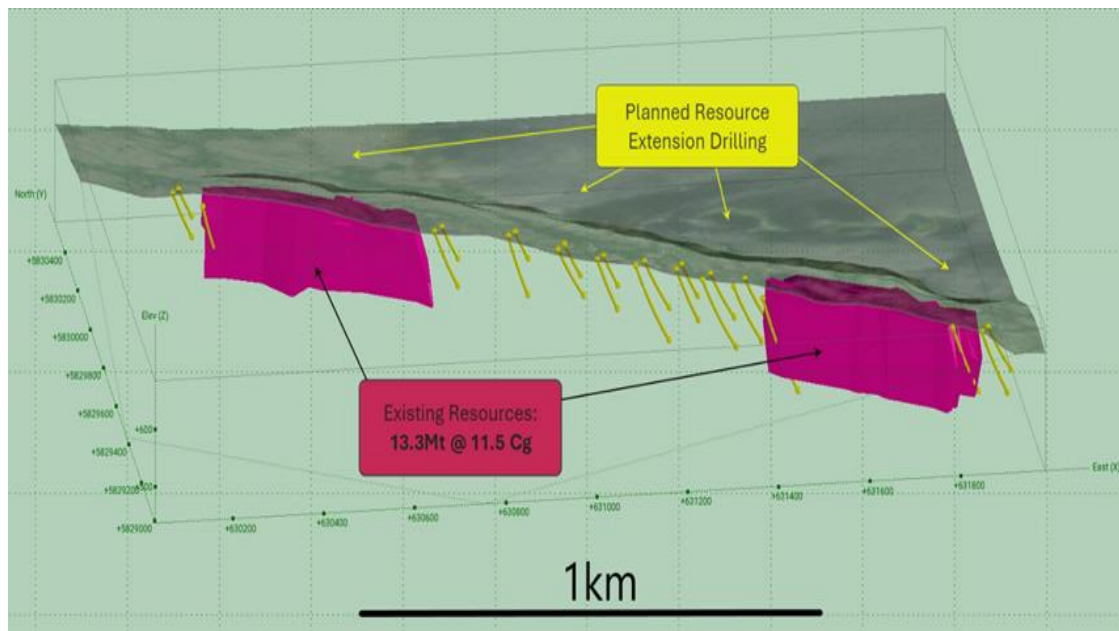 Planned Resource
Extension Drilling
North (Y)
+5830400
+5830200
+5830000
+5829800
+5829600
+5829400
+5829200
+5829000
Elev (Z)
+600
Existing Resources:
13.3Mt @ 11.5 Cg
East (X)
+630200
+630400
+630600
+630800
+631000
+631200
+631400
+631600
+631800
1km